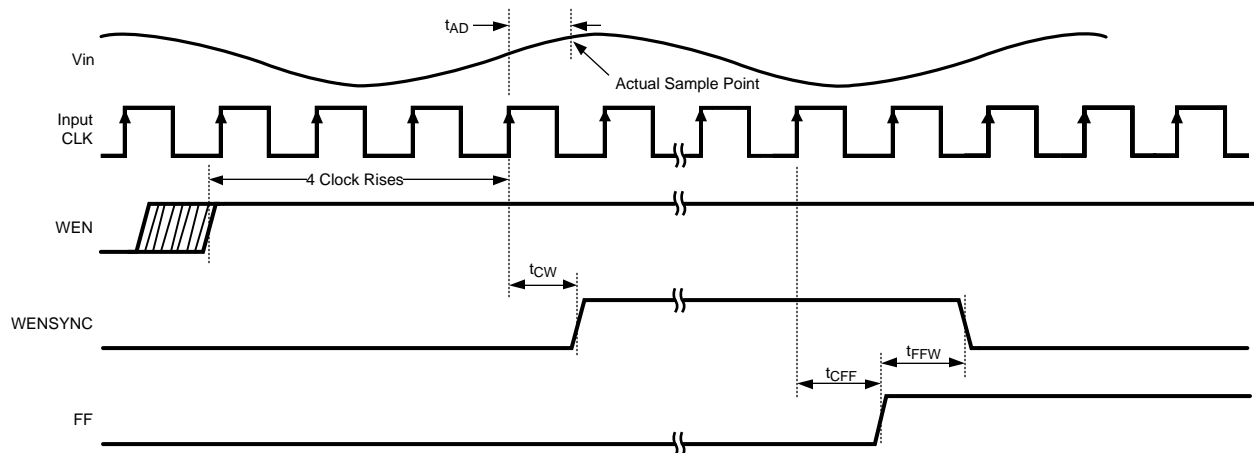 tAD
Vin
Actual Sample Point
Input
CLK
4 Clock Rises
WEN
tCW
WENSYNC
tFFW
tCFF
FF